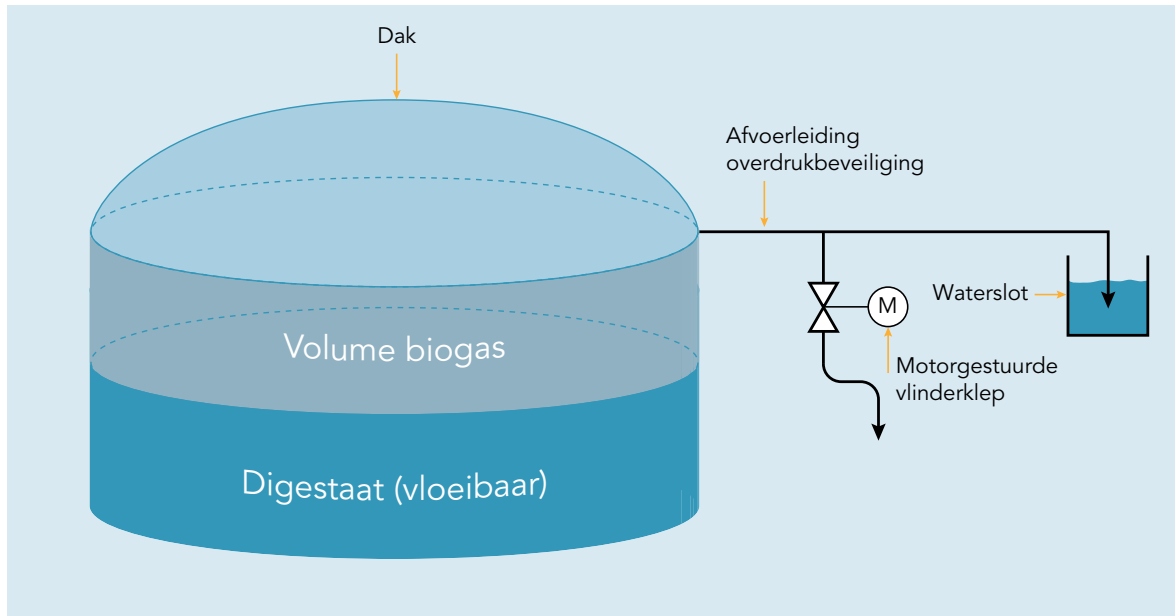 Dak
Afvoerleiding
overdrukbeveiliging
Waterslot
M
Motorgestuurde
vlinderklep
Volume biogas
Digestaat (vloeibaar)